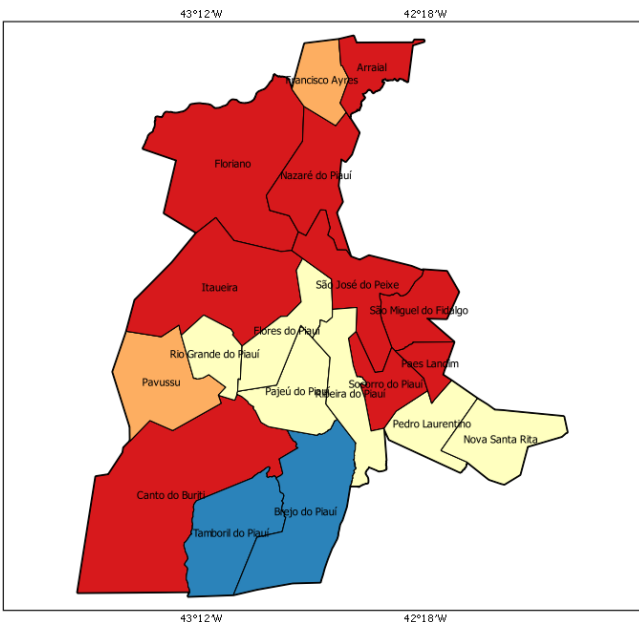 43°12'W 42°18'W
Arraial
Francisco Ayres
Floriano
Nazaré do Piauí
Itaueira
São José do Peixe
São Miguel do Fidalgo
Flores do Piauí
Rio Grande do Piauí
Paes Landim
Pavussu
Socorro do Piauí
Pajeú do Piauí
Ribeira do Piauí
Pedro Laurentino
Nova Santa Rita
Canto do Buriti
Brejo do Piauí
Tamboril do Piauí
43°12'W 42°18'W